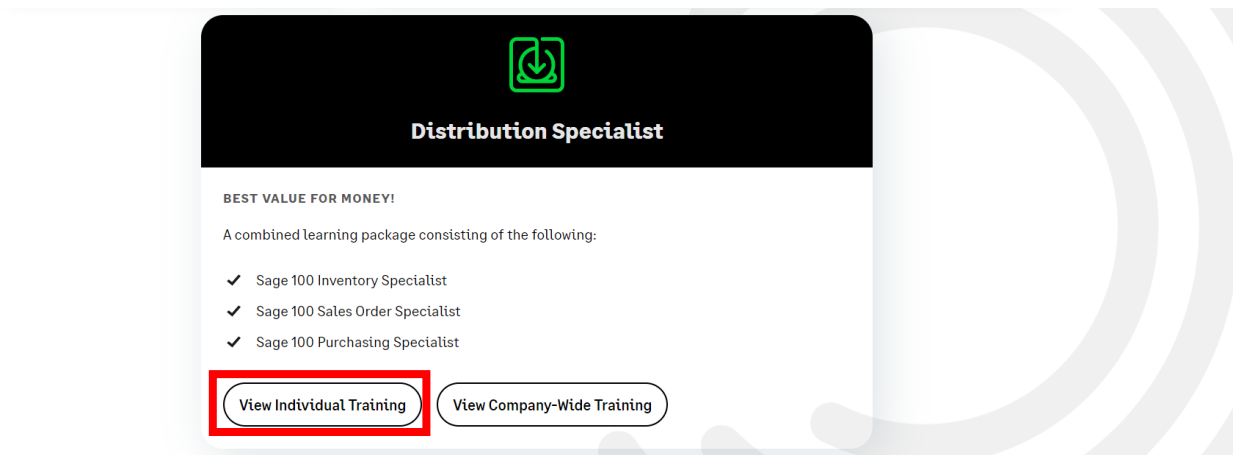 Distribution Specialist
BEST VALUE FOR MONEY!
A combined learning package consisting of the following:
Sage 100 Inventory Specialist
Sage 100 Sales Order Specialist
Sage 100 Purchasing Specialist
View Individual Training View Company-Wide Training